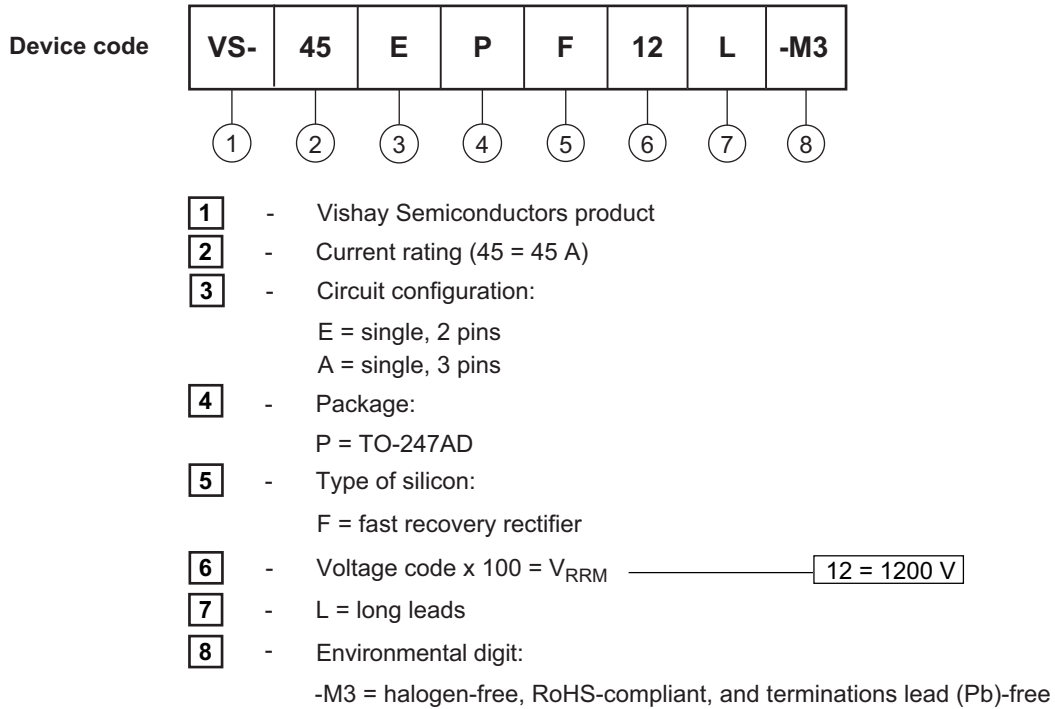 Device code VS- 45 E P F 12 L -M3
1 2 3 4 5 6 7 8
1 - Vishay Semiconductors product
2 - Current rating (45 = 45 A)
3 - Circuit configuration:
E = single, 2 pins
A = single, 3 pins
4 - Package:
P = TO-247AD
5 - Type of silicon:
F = fast recovery rectifier
6 - Voltage code x 100 = VRRM 12 = 1200 V
7 - L = long leads
8 - Environmental digit:
-M3 = halogen-free, RoHS-compliant, and terminations lead (Pb)-free